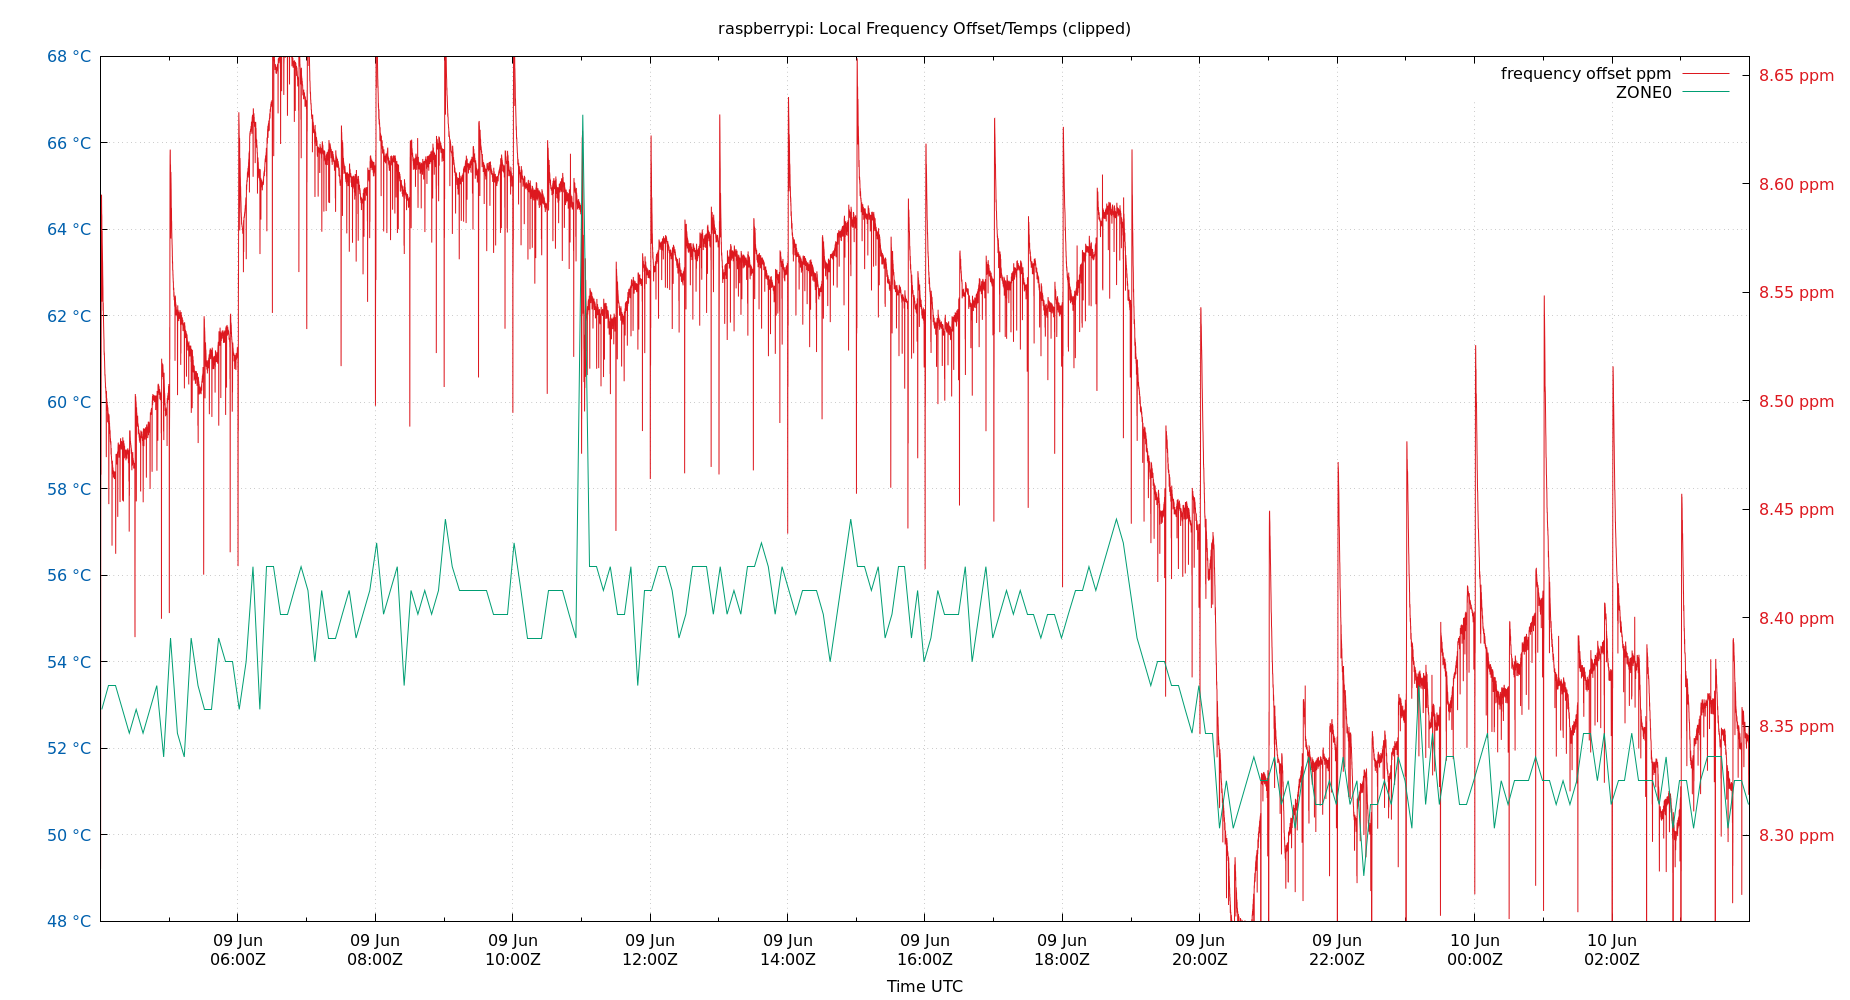 raspberrypi: Local Frequency Offset/Temps (clipped)
68 °C
66 °C
64 °C
62 °C
60 °C
58 °C
56 °C
54 °C
52 °C
50 °C
48 °C
frequency offset ppm
ZONE0
8.65 ppm
8.60 ppm
8.55 ppm
8.50 ppm
8.45 ppm
8.40 ppm
8.35 ppm
8.30 ppm
09 Jun
06:00Z
09 Jun
08:00Z
09 Jun
10:00Z
09 Jun
12:00Z
09 Jun
14:00Z
09 Jun
16:00Z
09 Jun
18:00Z
09 Jun
20:00Z
09 Jun
22:00Z
10 Jun
00:00Z
10 Jun
02:00Z
Time UTC